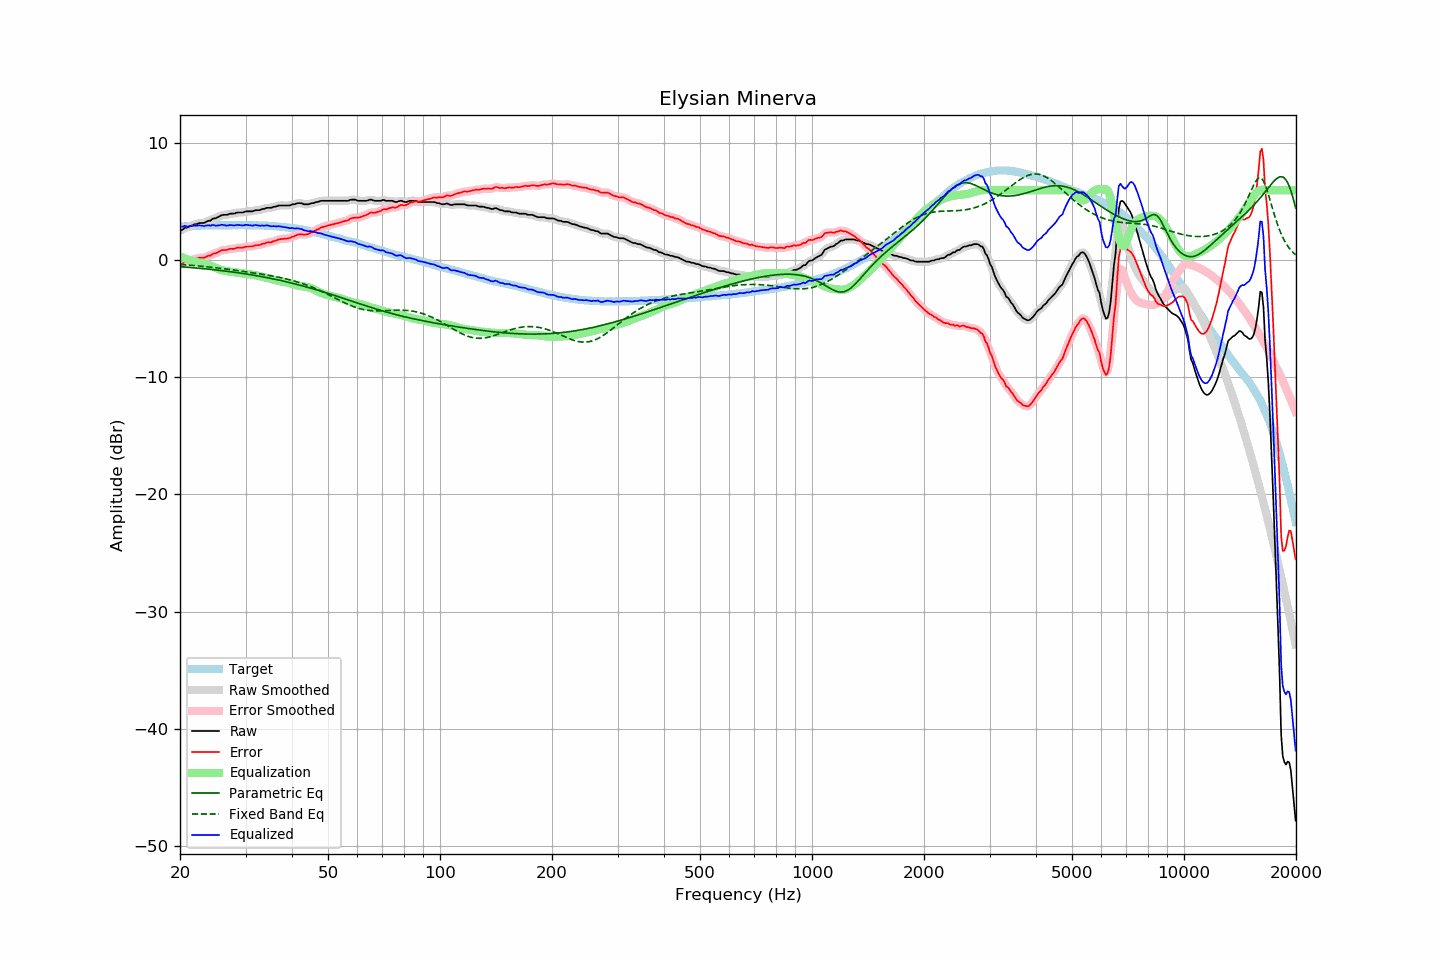 Elysian Minerva
Amplitude (dBr)
10
0
−10
−20
−30
−40
−50
Target
Raw Smoothed
Error Smoothed
Raw
Error
Equalization
Parametric Eq
Fixed Band Eq
Equalized
20 50 100 200 500 1000 2000 5000 10000 20000
Frequency (Hz)